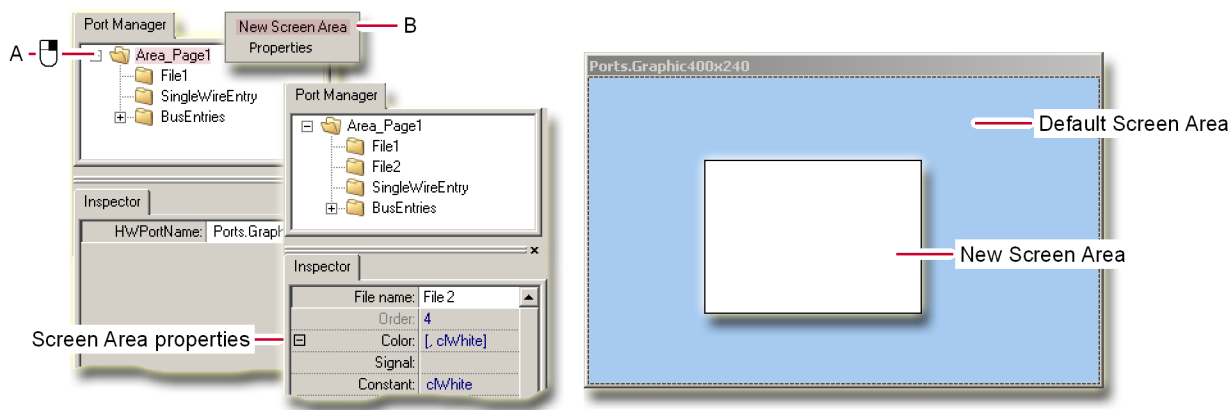 Port Manager
New Screen Area
B
Properties
A
Area_Page1
File1
SingleWireEntry
BusEntries
Inspector
HWPortName: Ports.Graph
Port Manager
Area_Page1
File1
File2
SingleWireEntry
BusEntries
Inspector
File name: File 2
Order: 4
Color: [, clWhite]
Signal:
Constant: clWhite
Screen Area properties
Ports.Graphic400x240
Default Screen Area
New Screen Area